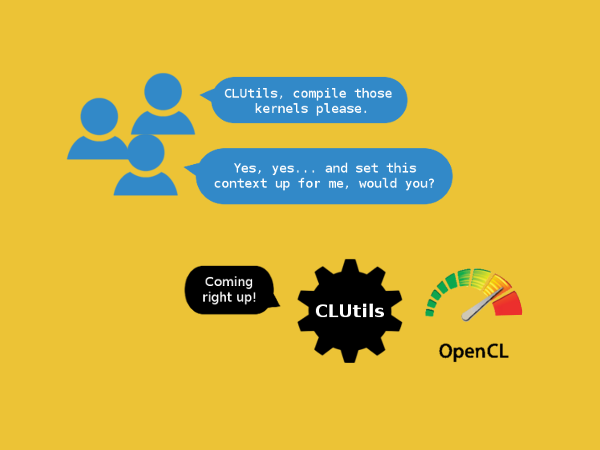 CLUtils, compile those
kernels please.
Yes, yes... and set this
context up for me, would you?
Coming
right up!
CLUtils
OpenCL